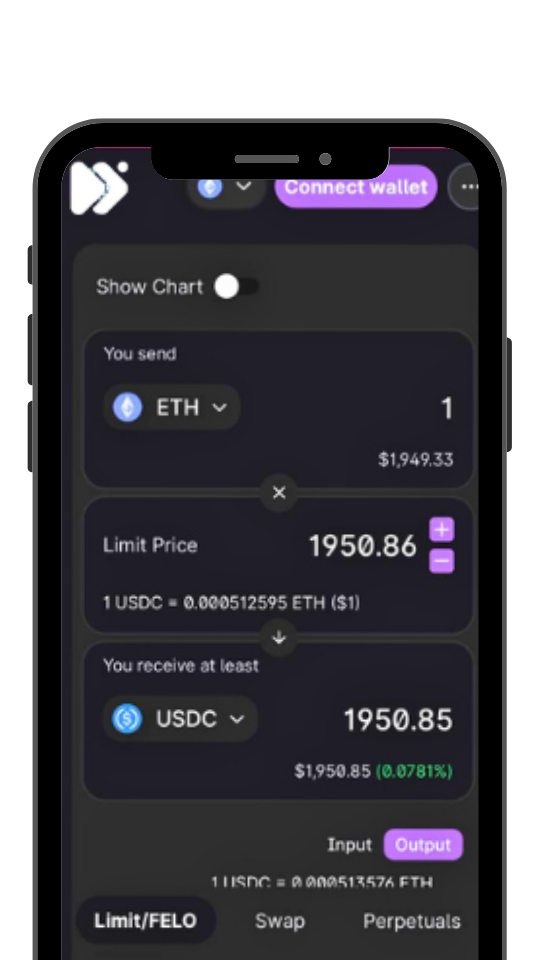 Connect wallet
Show Chart
You send
ETH
1
$1,949.33
Limit Price
1950.86
1 USDC = 0.000512595 ETH ($1)
You receive at least
USDC
1950.85
$1,950.85 (0.0781%)
Input Output
1 USDC = 0.000513576 ETH
Limit/FELO Swap Perpetuals